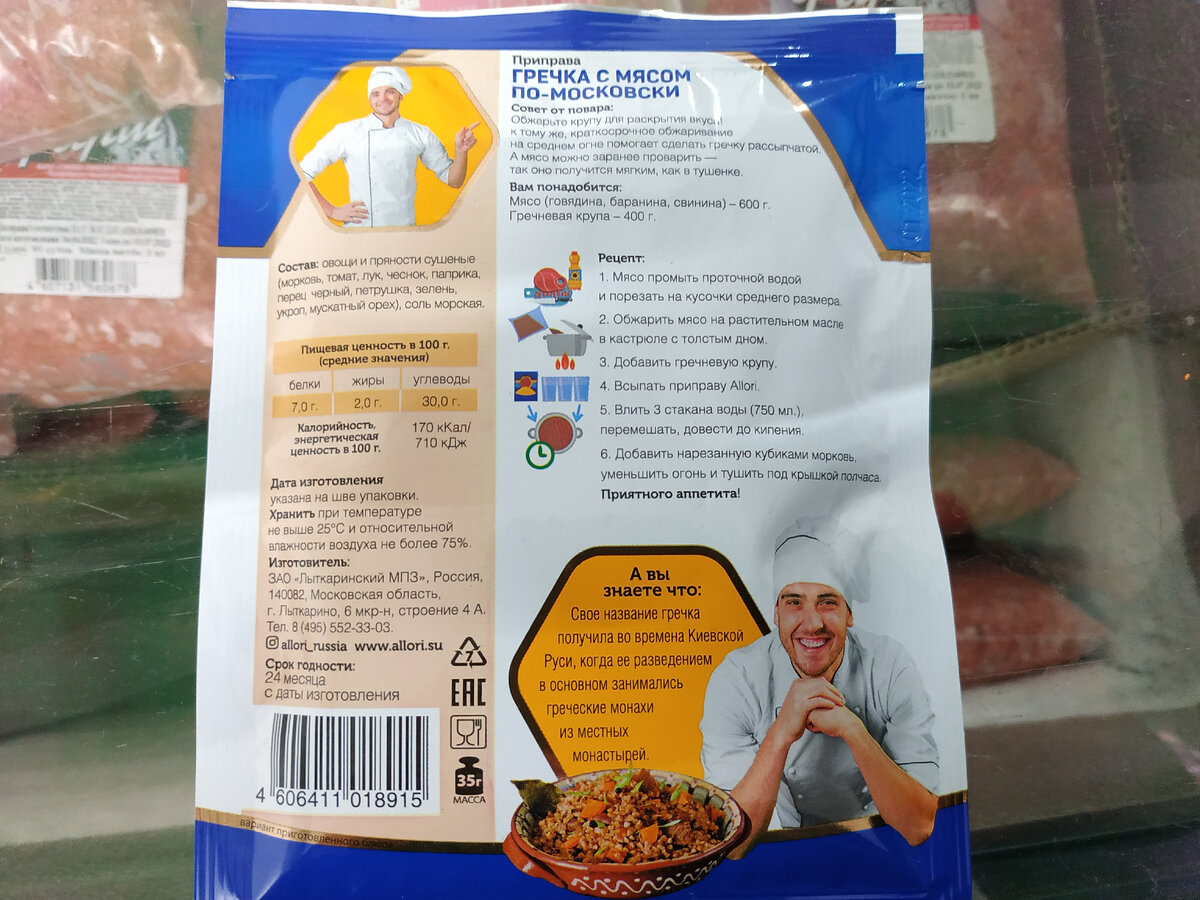 Приправа
ГРЕЧКА С МЯСОМ
ПО-МОСКОВСКИ
Совет от повара:
Обжарьте крупу для раскрытия вкуса!
к тому же, краткосрочное обжаривание
на среднем огне помогает сделать гречку рассыпчатой.
А мясо можно заранее проварить —
так оно получится мягким, как в тушенке.
Вам понадобится:
Мясо (говядина, баранина, свинина) – 600 г.
Гречневая крупа – 400 г.
Состав: овощи и пряности сушеные
(морковь, томат, лук, чеснок, паприка,
перец черный, петрушка, зелень,
укроп, мускатный орех), соль морская.
Пищевая ценность в 100 г.
(средние значения)
белки жиры углеводы
7,0 г. 2,0 г. 30,0 г.
Калорийность,
энергетическая
ценность в 100 г.
170 кКал/
710 кДж
Дата изготовления
указана на шве упаковки.
Хранить при температуре
не выше 25°С и относительной
влажности воздуха не более 75%.
Изготовитель:
ЗАО «Лыткаринский МПЗ», Россия,
140082, Московская область,
г. Лыткарино, 6 мкр-н, строение 4 А.
Тел. 8 (495) 552-33-03.
allori_russia www.allori.su
Срок годности:
24 месяца
с даты изготовления
7
EAC
35г
МАССА
4 606411 018915
вариант приготовленного блюда
Рецепт:
1. Мясо промыть проточной водой
и порезать на кусочки среднего размера.
2. Обжарить мясо на растительном масле
в кастрюле с толстым дном.
3. Добавить гречневую крупу.
4. Всыпать приправу Allori.
5. Влить 3 стакана воды (750 мл.),
перемешать, довести до кипения.
6. Добавить нарезанную кубиками морковь,
уменьшить огонь и тушить под крышкой полчаса.
Приятного аппетита!
А вы
знаете что:
Свое название гречка
получила во времена Киевской
Руси, когда ее разведением
в основном занимались
греческие монахи
из местных
монастырей.